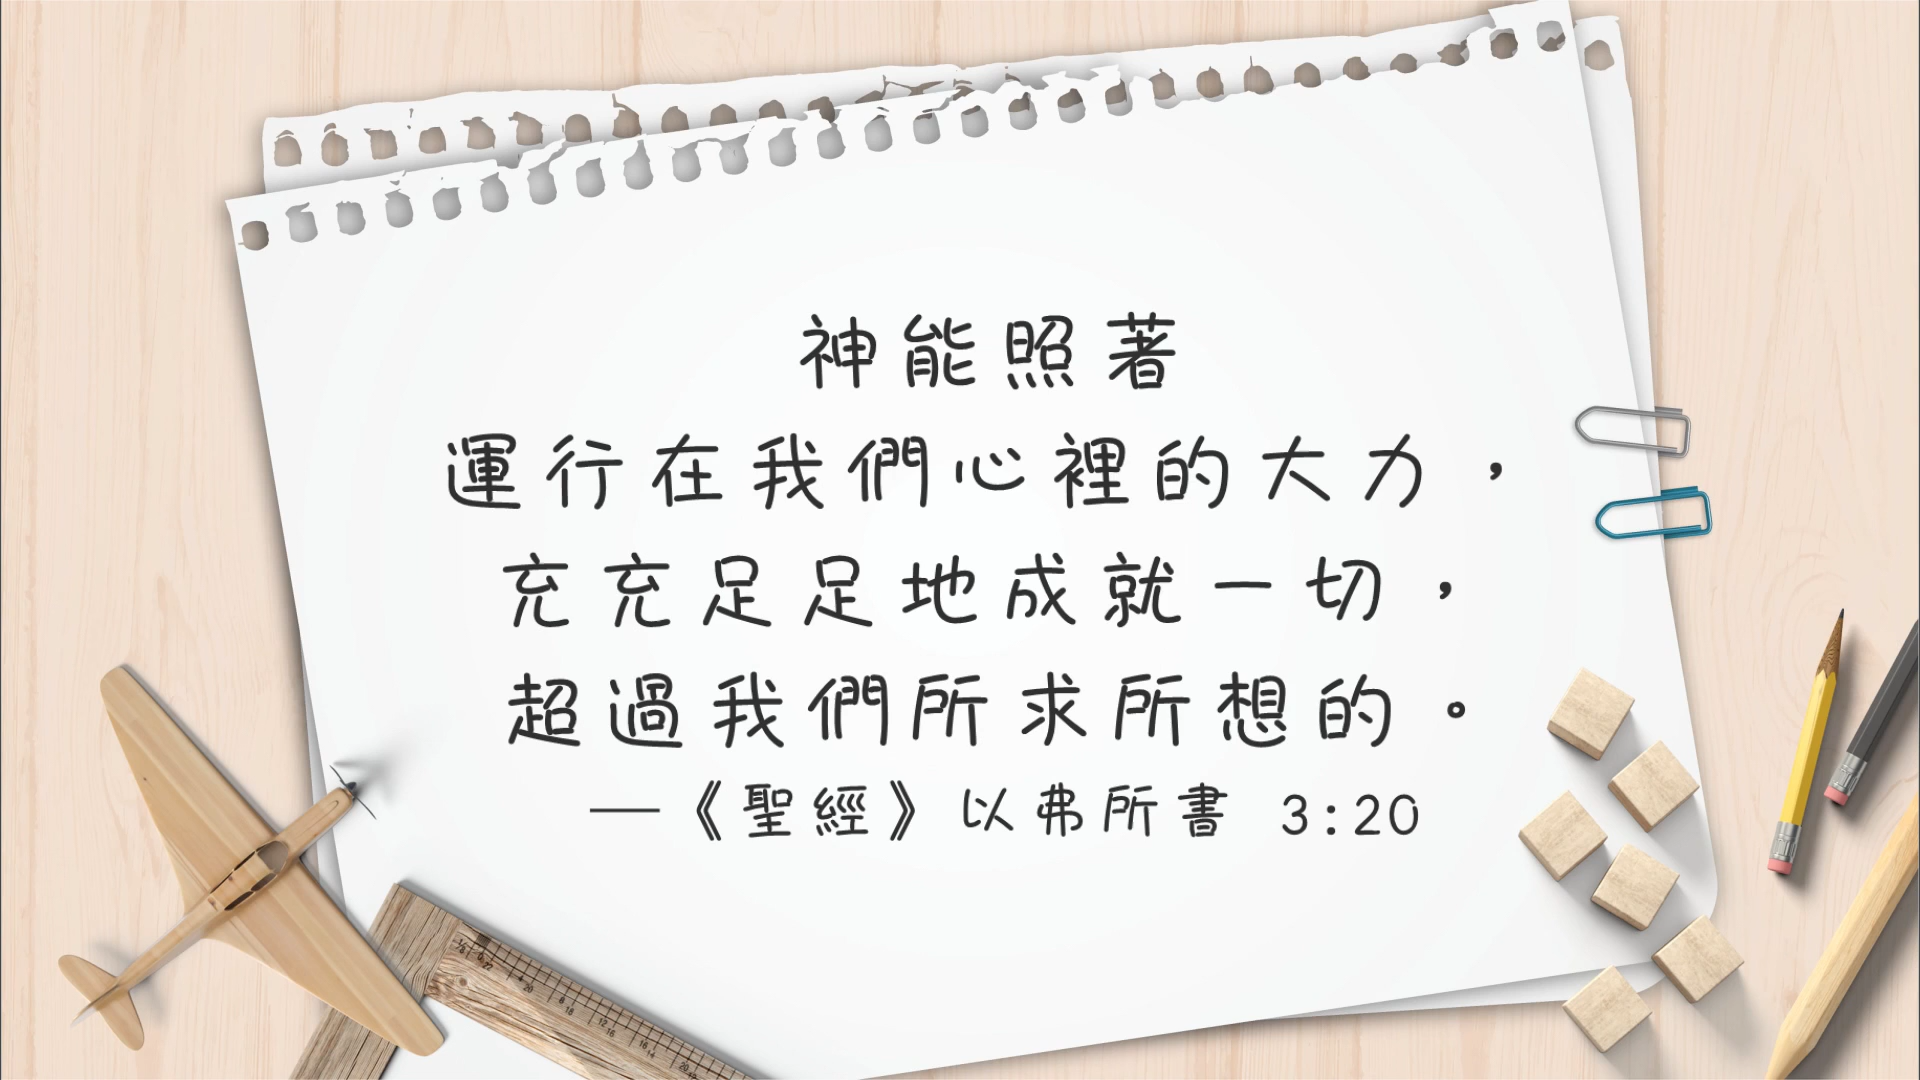 神能照著
運行在我們心裡的大力，
充充足足地成就一切，
超過我們所求所想的。
—《聖經》以弗所書 3:20